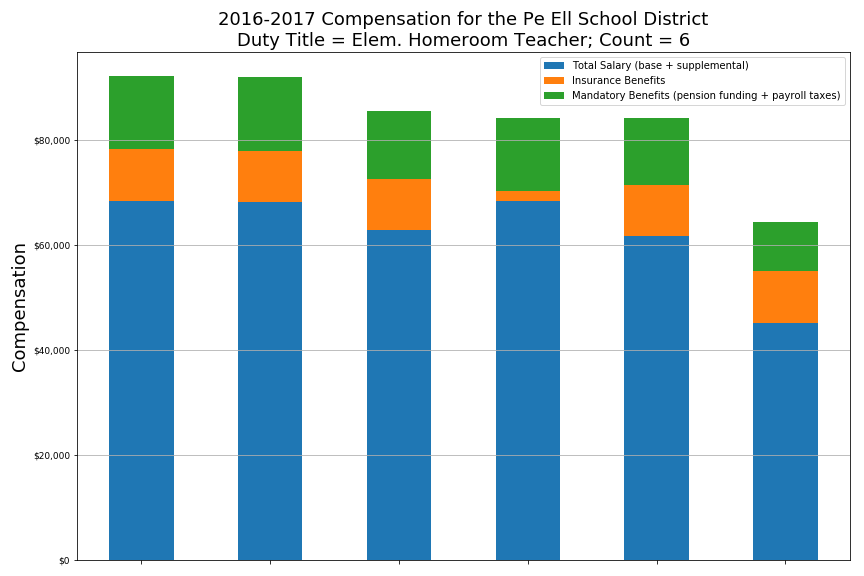 2016-2017 Compensation for the Pe Ell School District
Duty Title = Elem. Homeroom Teacher; Count = 6
Total Salary (base + supplemental)
Insurance Benefits
Mandatory Benefits (pension funding + payroll taxes)
$80,000
$60,000
$40,000
$20,000
$0
Compensation